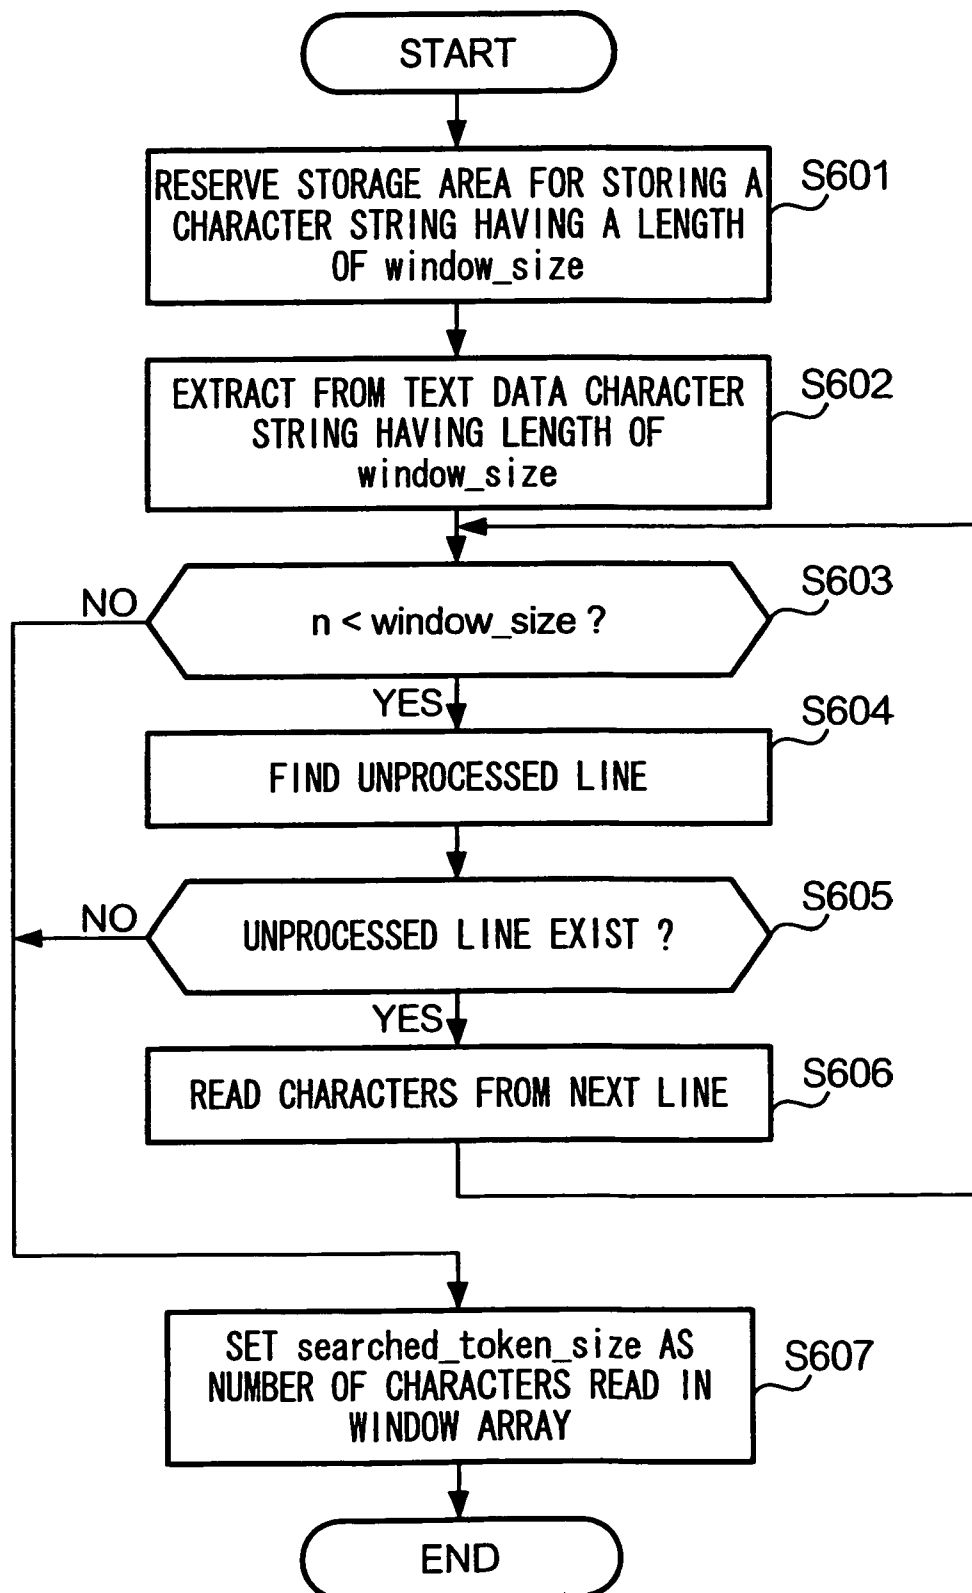 START
S601
RESERVE STORAGE AREA FOR STORING A
CHARACTER STRING HAVING A LENGTH
OF window_size
S602
EXTRACT FROM TEXT DATA CHARACTER
STRING HAVING LENGTH OF
window_size
S603
NO
n < window_size ?
YES
S604
FIND UNPROCESSED LINE
S605
NO
UNPROCESSED LINE EXIST ?
YES
S606
READ CHARACTERS FROM NEXT LINE
S607
SET searched_token_size AS
NUMBER OF CHARACTERS READ IN
WINDOW ARRAY
END